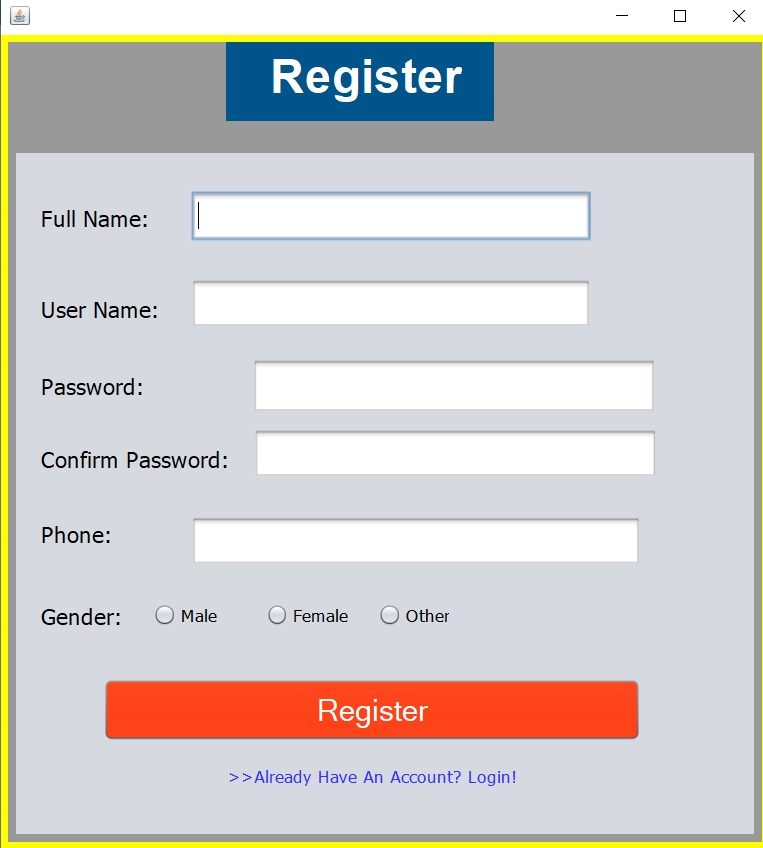 Register
Full Name:
User Name:
Password:
Confirm Password:
Phone:
Gender: Male Female Other
Register
>>Already Have An Account? Login!